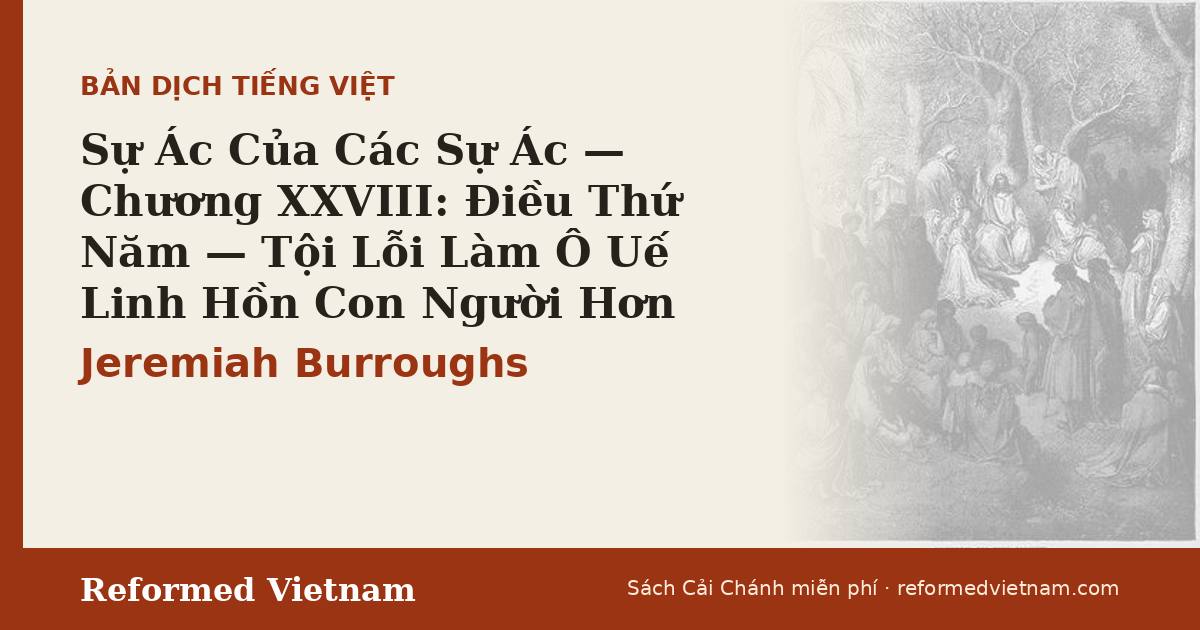 BẢN DỊCH TIẾNG VIỆT
Sự Ác Của Các Sự Ác —
Chương XXVIII: Điều Thứ
Năm — Tội Lỗi Làm Ô Uế
Linh Hồn Con Người Hơn
Jeremiah Burroughs
Reformed Vietnam
Sách Cải Chánh miễn phí · reformedvietnam.com